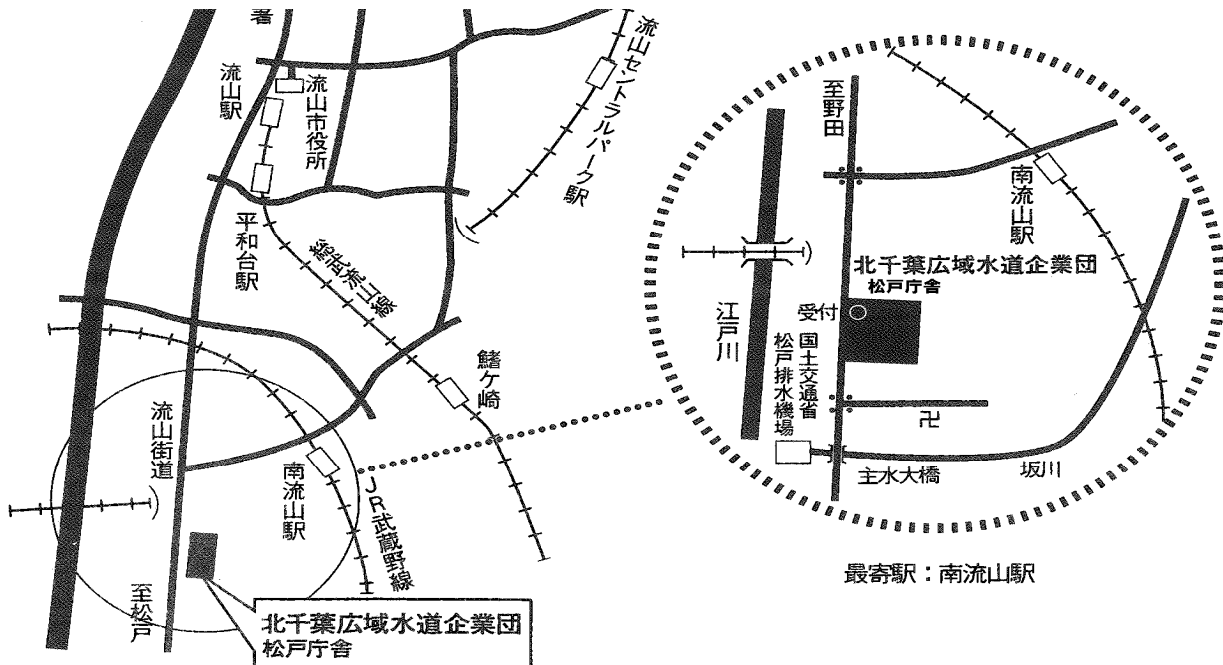 署
流山駅
流山市役所
流山セントラルパーク駅
平和台駅
総武流山線
鰭ケ崎
流山街道
南流山駅
JR武蔵野線
至松戸
北千葉広域水道企業団
松戸庁舎
至野田
南流山駅
北千葉広域水道企業団
松戸庁舎
受付
江戸川
国土交通省
松戸排水機場
卍
主水大橋
坂川
最寄駅：南流山駅